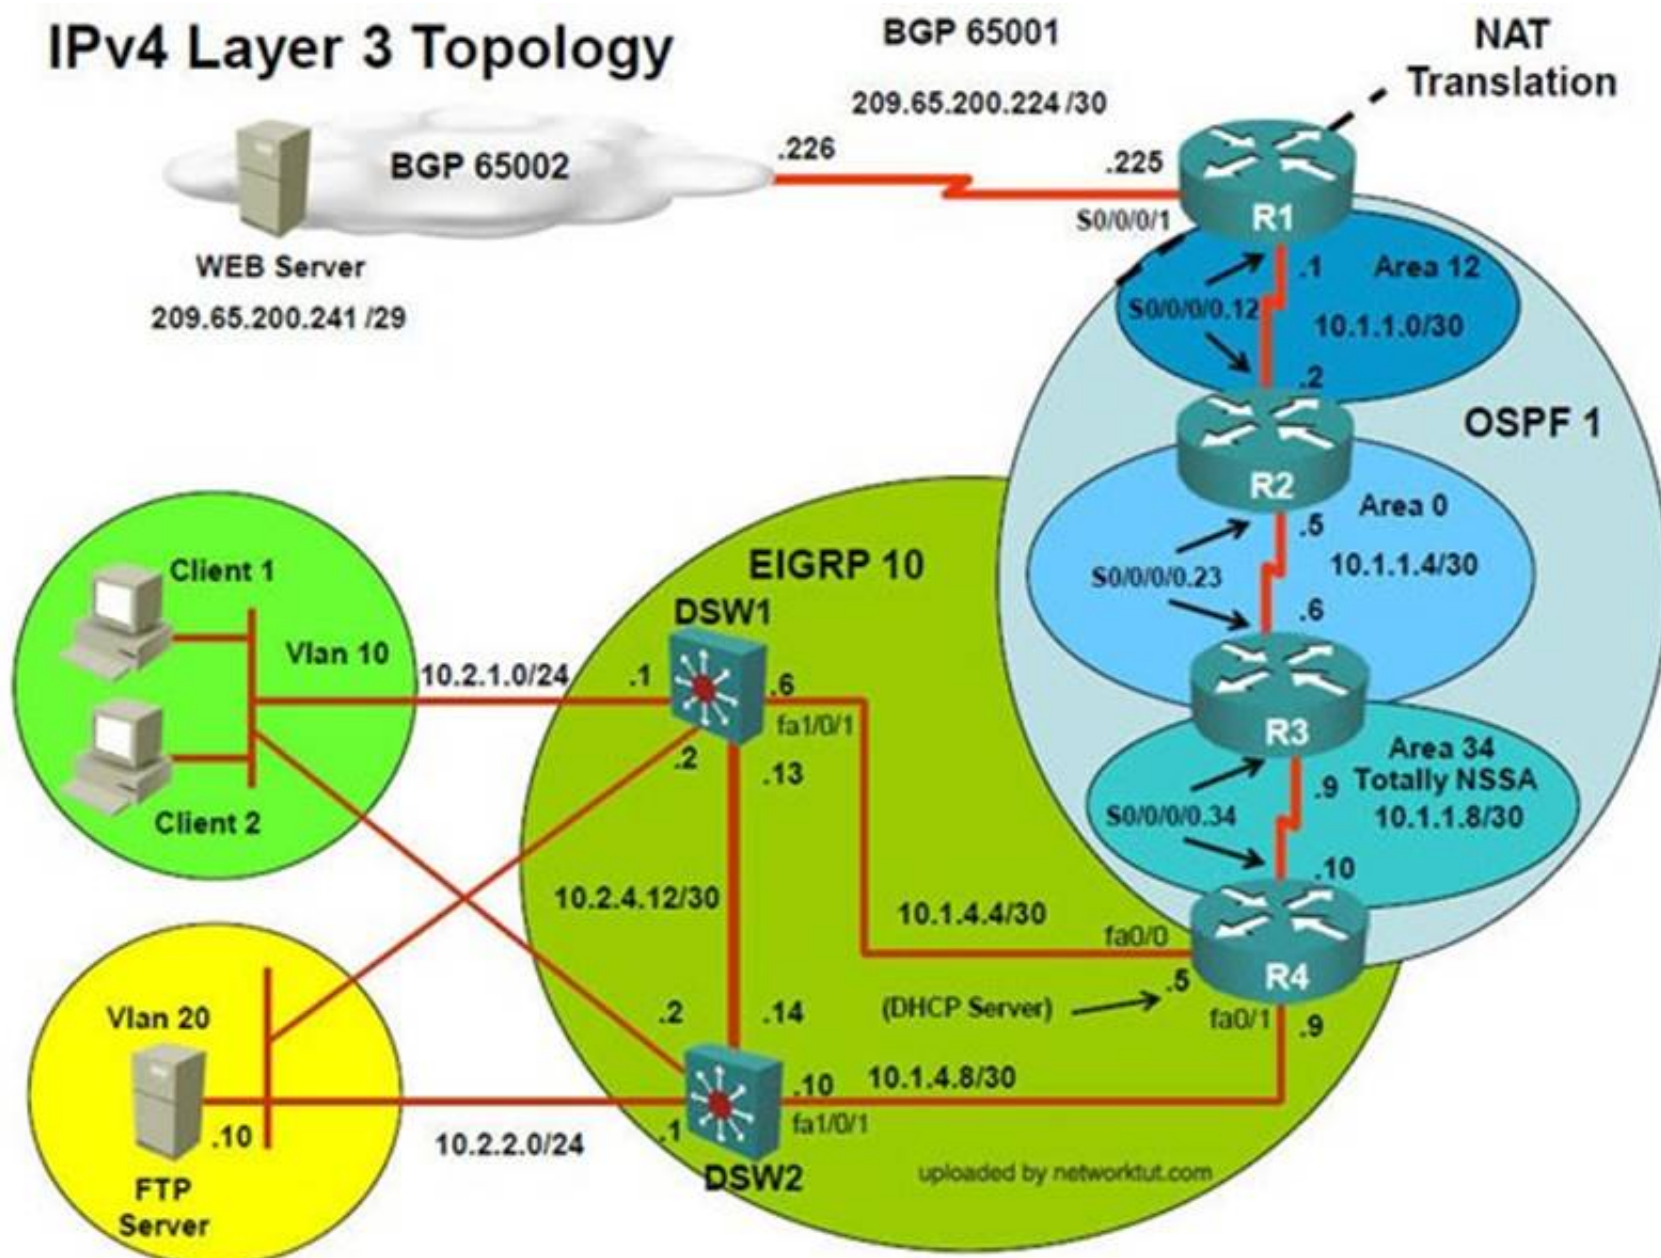 IPv4 Layer 3 Topology
BGP 65001
NAT
Translation
209.65.200.224 /30
BGP 65002
.226
.225
R1
S0/0/0/1
WEB Server
209.65.200.241 /29
.1
Area 12
S0/0/0/0.12
10.1.1.0/30
.2
OSPF 1
R2
Area 0
.5
10.1.1.4/30
S0/0/0/0.23
.6
R3
Area 34
Totally NSSA
.9
10.1.1.8/30
S0/0/0/0.34
.10
R4
EIGRP 10
Client 1
Vlan 10
Client 2
10.2.1.0/24
DSW1
.1
.6
fa1/0/1
.2
.13
10.2.4.12/30
10.1.4.4/30
fa0/0
.5
(DHCP Server)
fa0/1
.9
Vlan 20
.10
FTP
Server
10.2.2.0/24
.2
.14
.10
10.1.4.8/30
fa1/0/1
.1
DSW2
uploaded by networktut.com